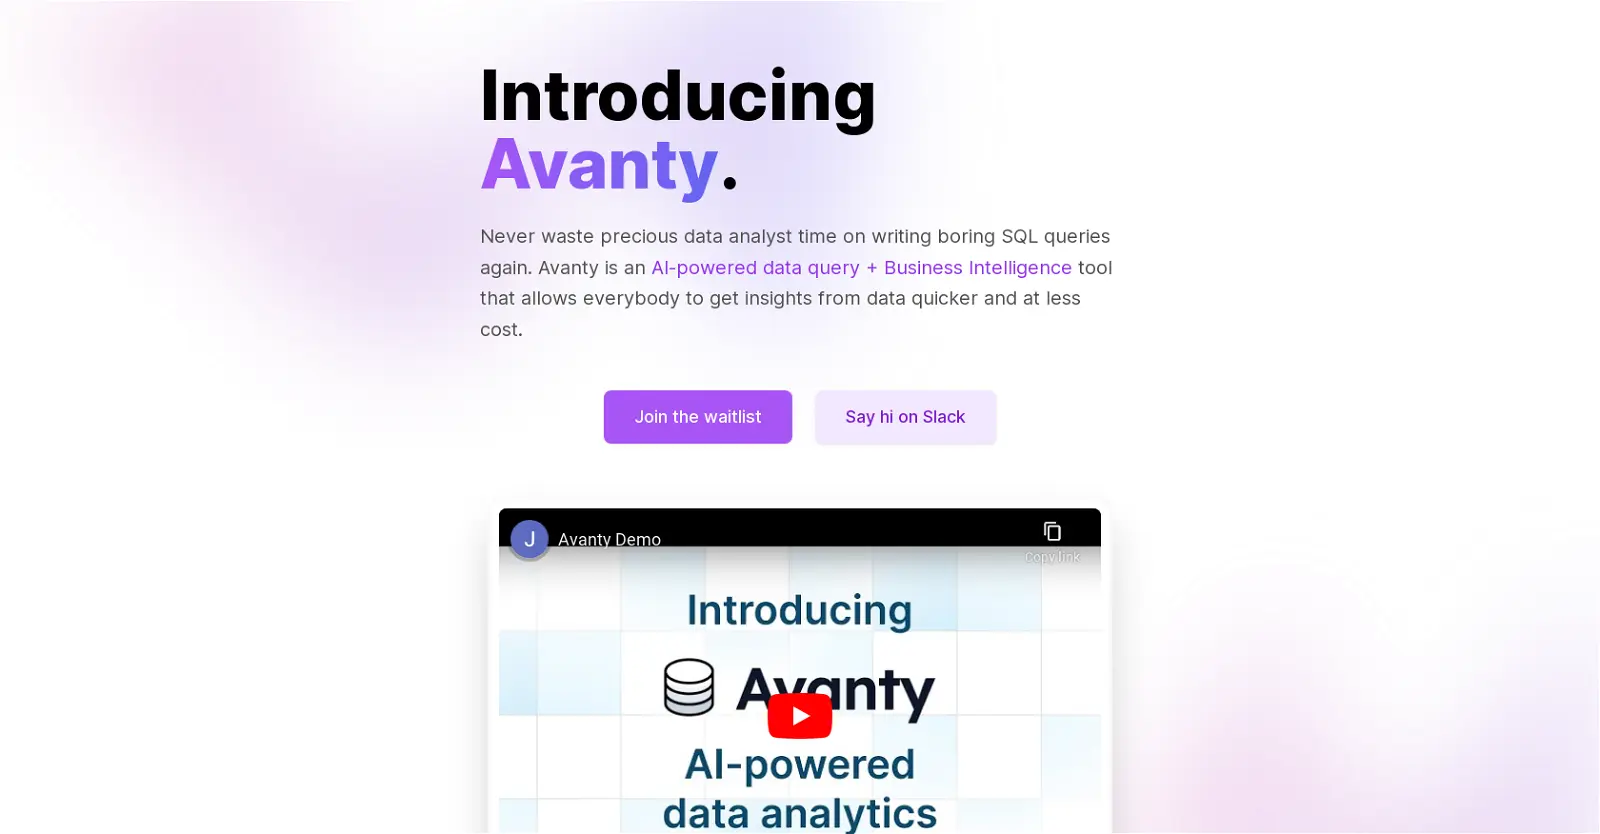 Introducing
Avanty.
Never waste precious data analyst time on writing boring SQL queries
again. Avanty is an AI-powered data query + Business Intelligence tool
that allows everybody to get insights from data quicker and at less
cost.
Join the waitlist
Say hi on Slack
J
Avanty Demo
Copy link
Introducing
Avanty
AI-powered
data analytics